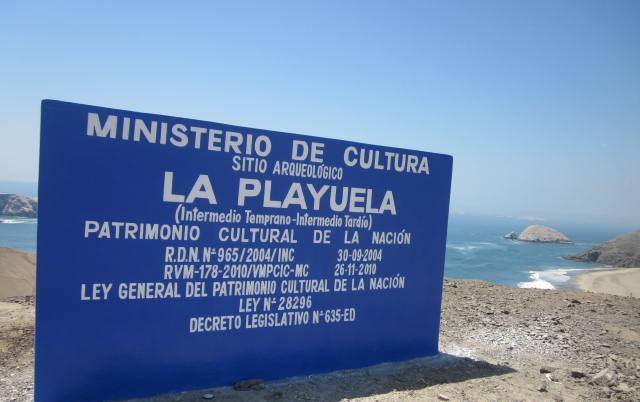 MINISTERIO DE CULTURA
SITIO ARQUEOLÓGICO
LA PLAYUELA
(Intermedio Temprano-Intermedio Tardío)
PATRIMONIO CULTURAL DE LA NACIÓN
R.D.N. Nº 965/2004/INC 30-09-2004
RVM-178-2010/VMPCIC-MC 26-11-2010
LEY GENERAL DEL PATRIMONIO CULTURAL DE LA NACIÓN
LEY Nº 28296
DECRETO LEGISLATIVO Nº 635-ED